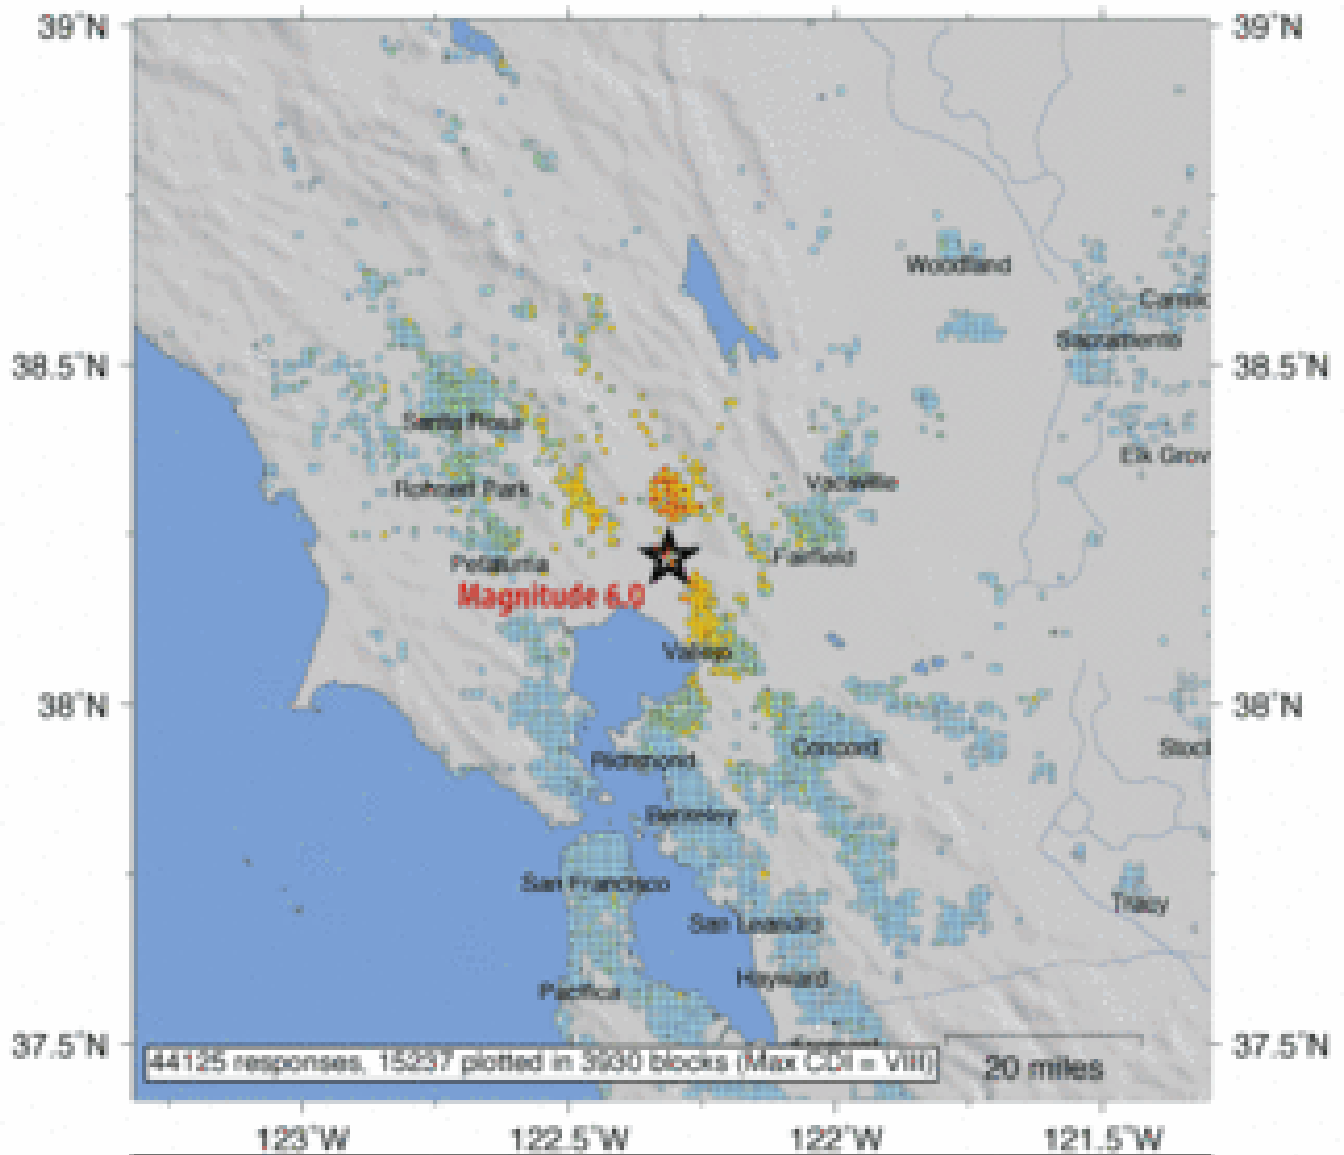 39°N 39°N
Woodland
Sacramento
38.5°N 38.5°N
Santa Rosa
Elk Grov
Rohnert Park
Vacaville
Petaluma
Fairfield
Magnitude 6.0
Vallejo
38°N 38°N
Concord
Stock
Richmond
Berkeley
San Francisco
Tracy
San Leandro
Hayward
Pacifica
37.5°N 37.5°N
44125 responses, 15237 plotted in 3930 blocks (Max CDI = VIII)
20 miles
123°W 122.5°W 122°W 121.5°W